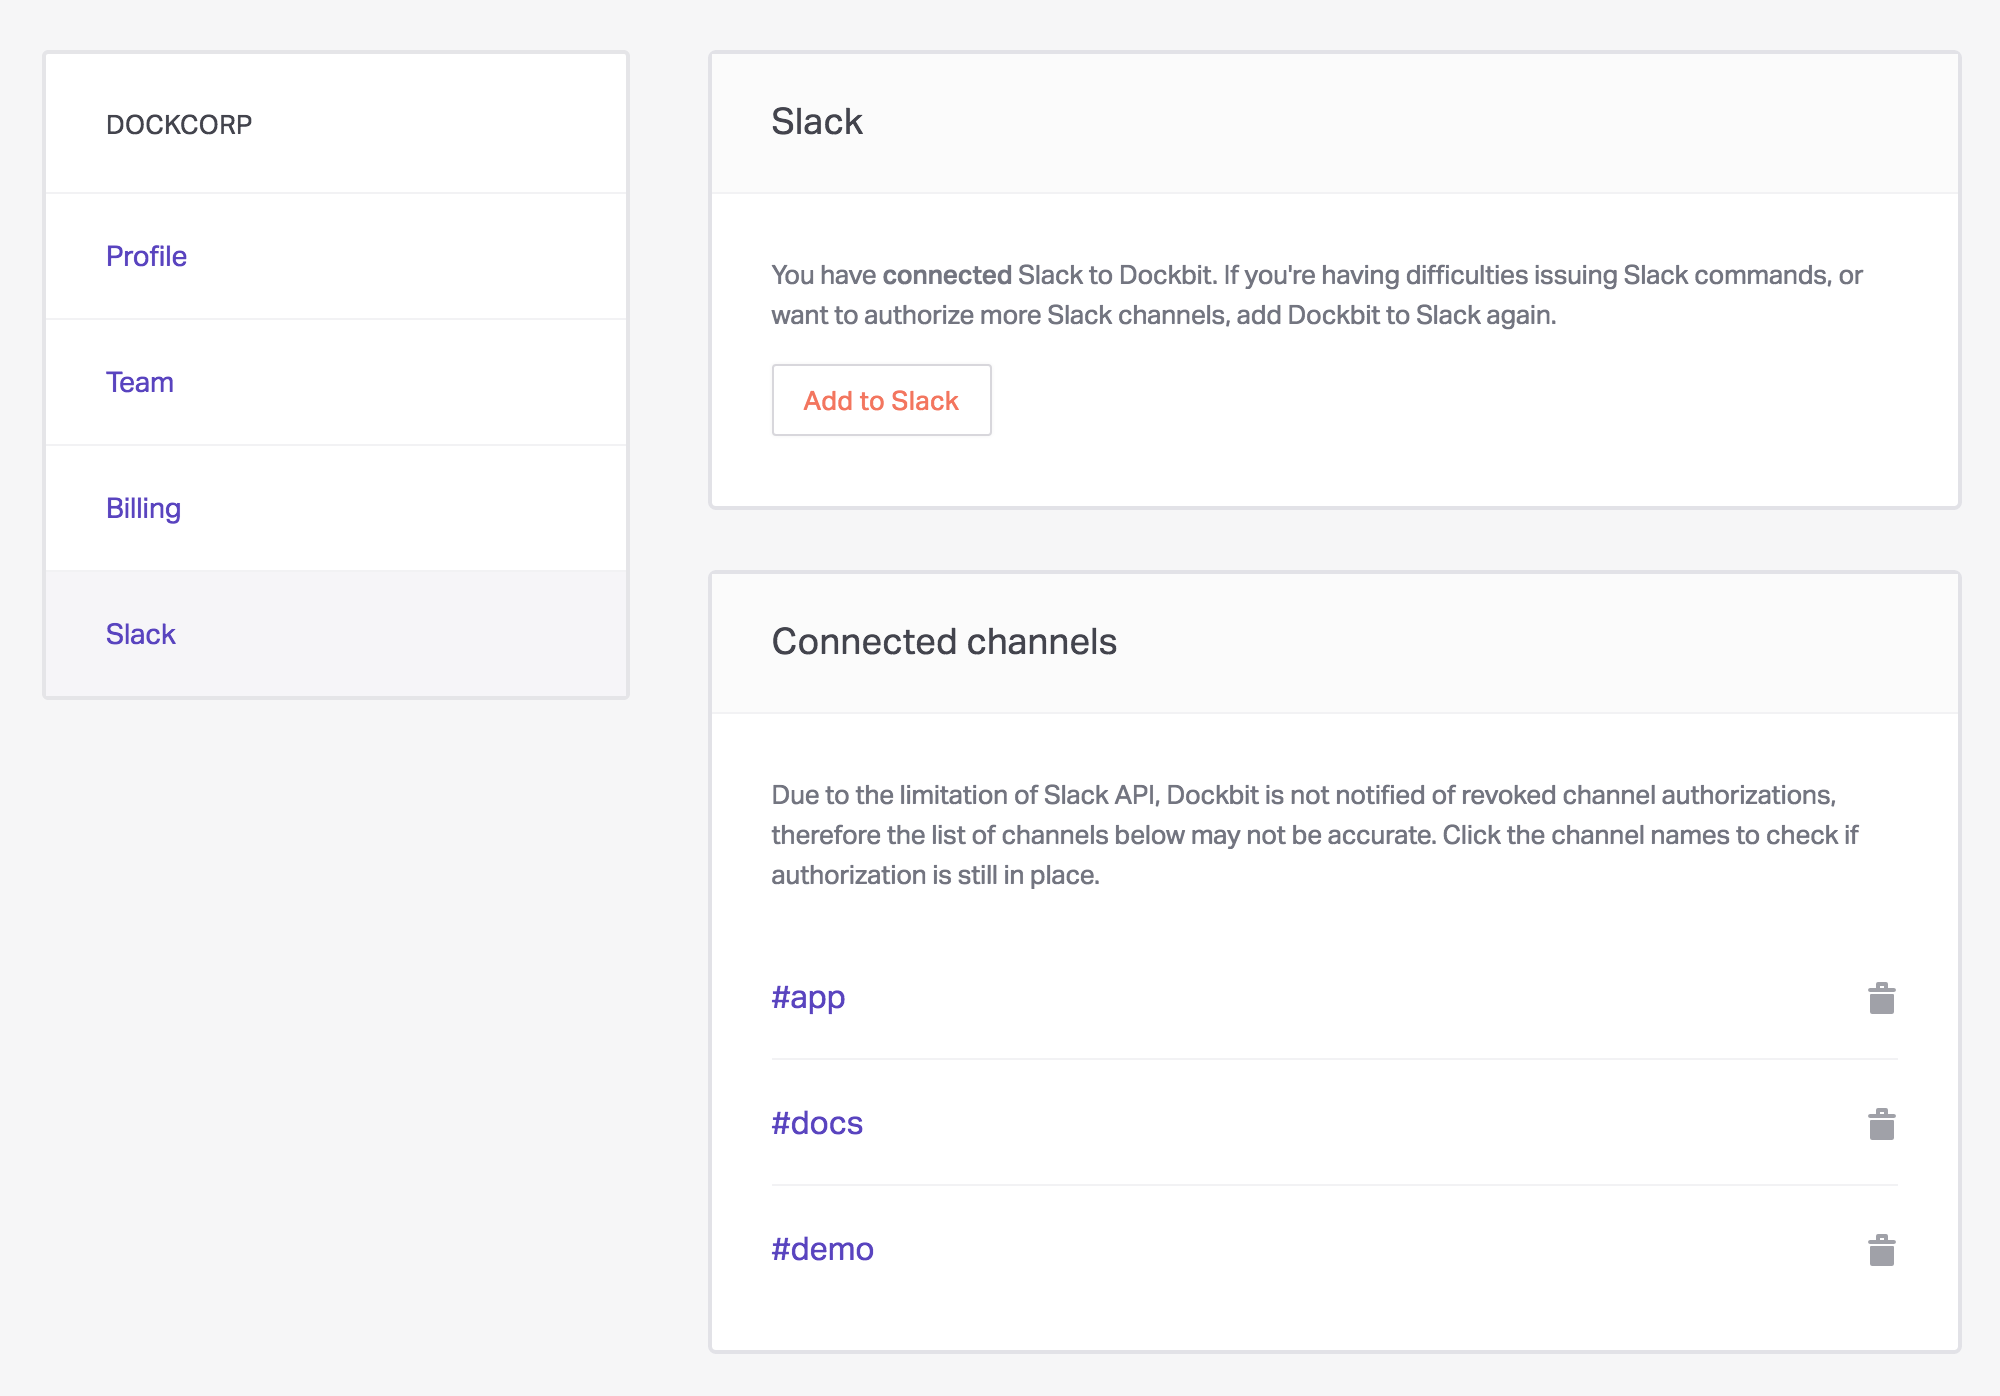 DOCKCORP
Profile
Team
Billing
Slack
Slack
You have connected Slack to Dockbit. If you're having difficulties issuing Slack commands, or
want to authorize more Slack channels, add Dockbit to Slack again.
Add to Slack
Connected channels
Due to the limitation of Slack API, Dockbit is not notified of revoked channel authorizations,
therefore the list of channels below may not be accurate. Click the channel names to check if
authorization is still in place.
#app
#docs
#demo